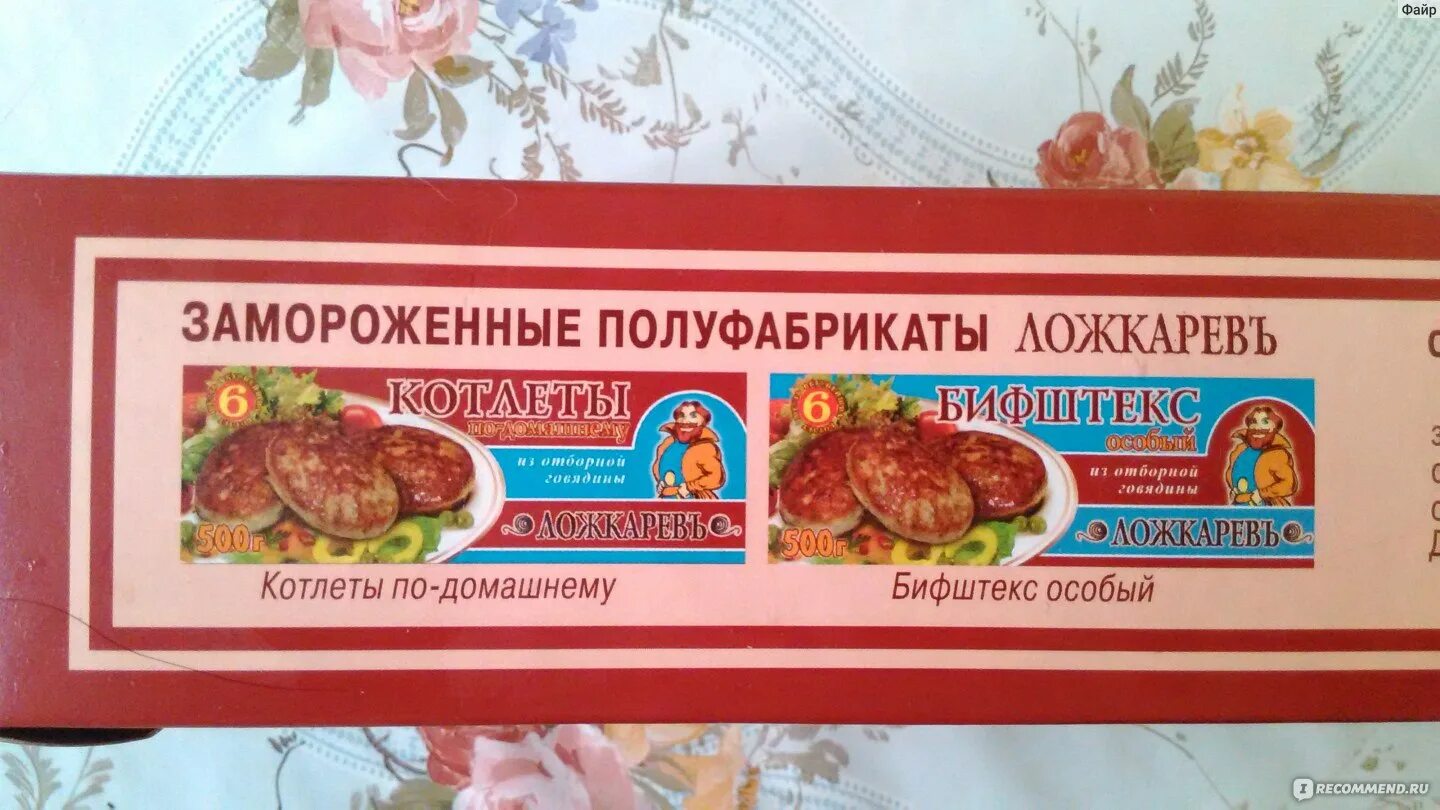 Файр
ЗАМОРОЖЕННЫЕ ПОЛУФАБРИКАТЫ ЛОЖКАРЕВЪ
6
КОТЛЕТЫ
по-домашнему
из отборной
говядины
ЛОЖКАРЕВЪ
500г
Котлеты по-домашнему
6
БИФШТЕКС
особый
из отборной
говядины
ЛОЖКАРЕВЪ
500г
Бифштекс особый
IRECOMMEND.RU